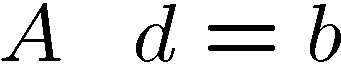 A d = b